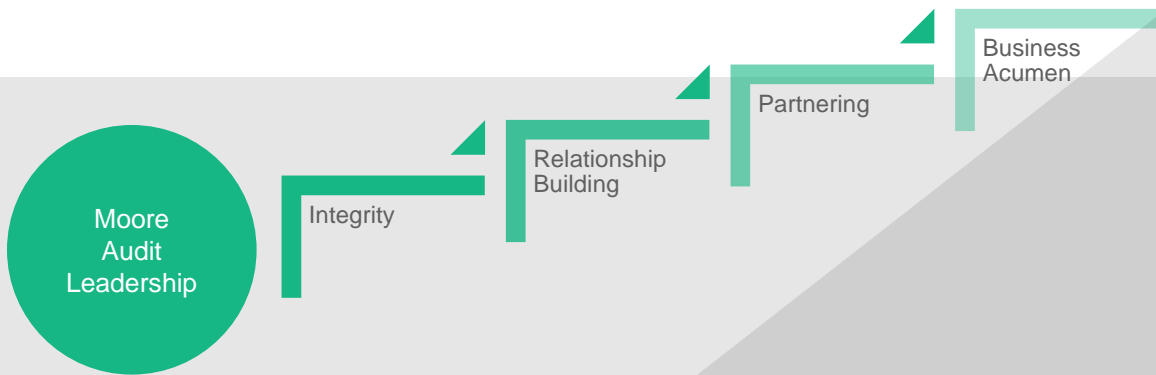 Moore
Audit
Leadership
Integrity
Relationship
Building
Partnering
Business
Acumen